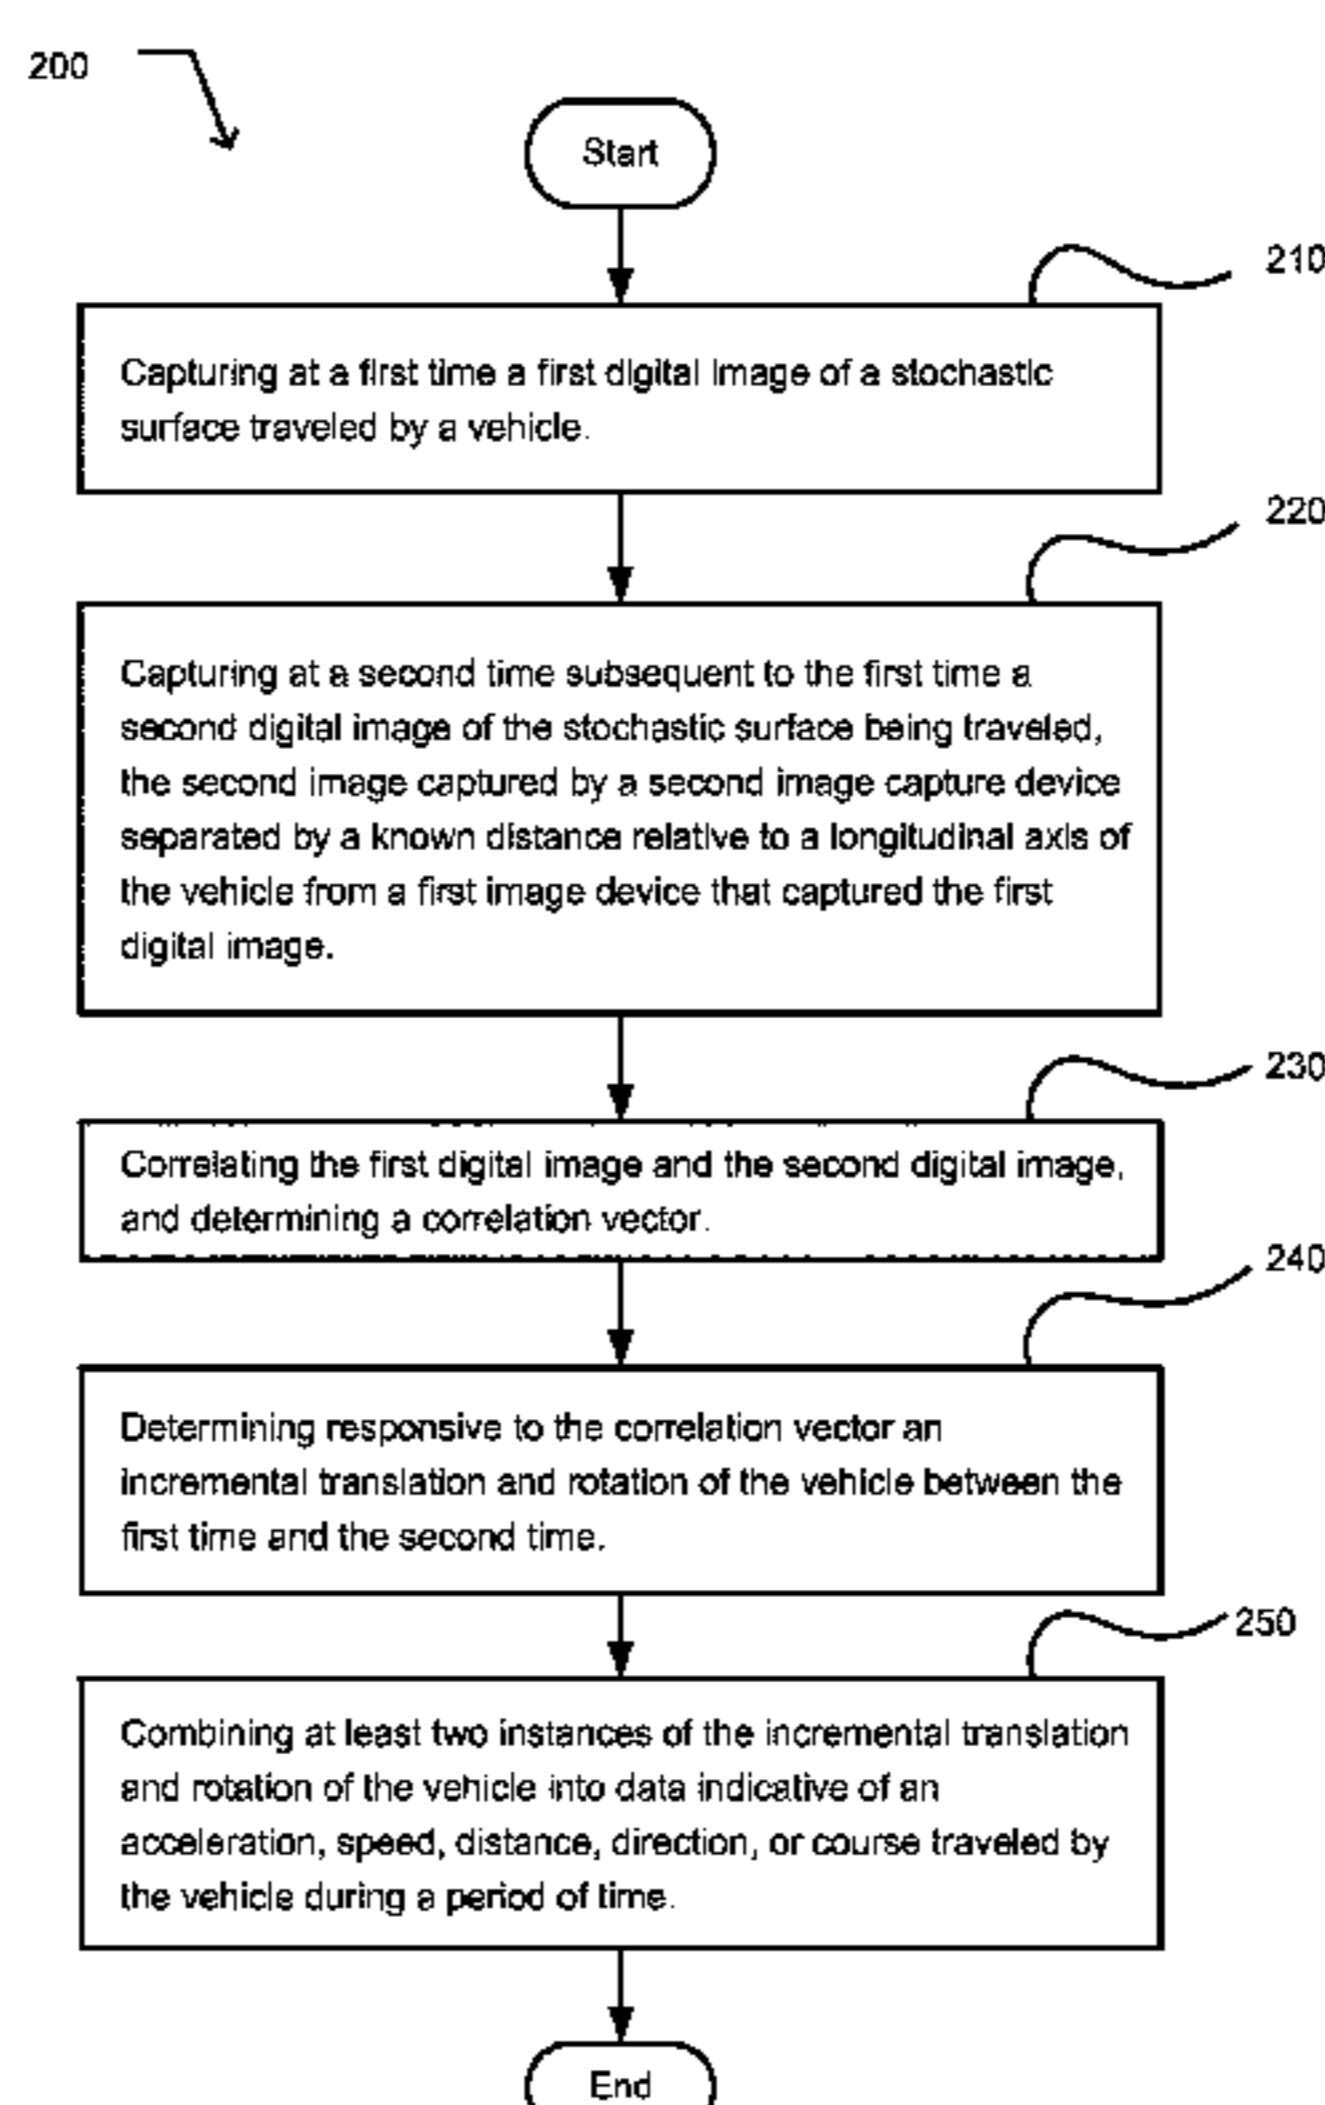 200
Start
210
Capturing at a first time a first digital image of a stochastic
surface traveled by a vehicle.
220
Capturing at a second time subsequent to the first time a
second digital image of the stochastic surface being traveled,
the second image captured by a second image capture device
separated by a known distance relative to a longitudinal axis of
the vehicle from a first image device that captured the first
digital image.
230
Correlating the first digital image and the second digital image,
and determining a correlation vector.
240
Determining responsive to the correlation vector an
incremental translation and rotation of the vehicle between the
first time and the second time.
250
Combining at least two instances of the incremental translation
and rotation of the vehicle into data indicative of an
acceleration, speed, distance, direction, or course traveled by
the vehicle during a period of time.
End